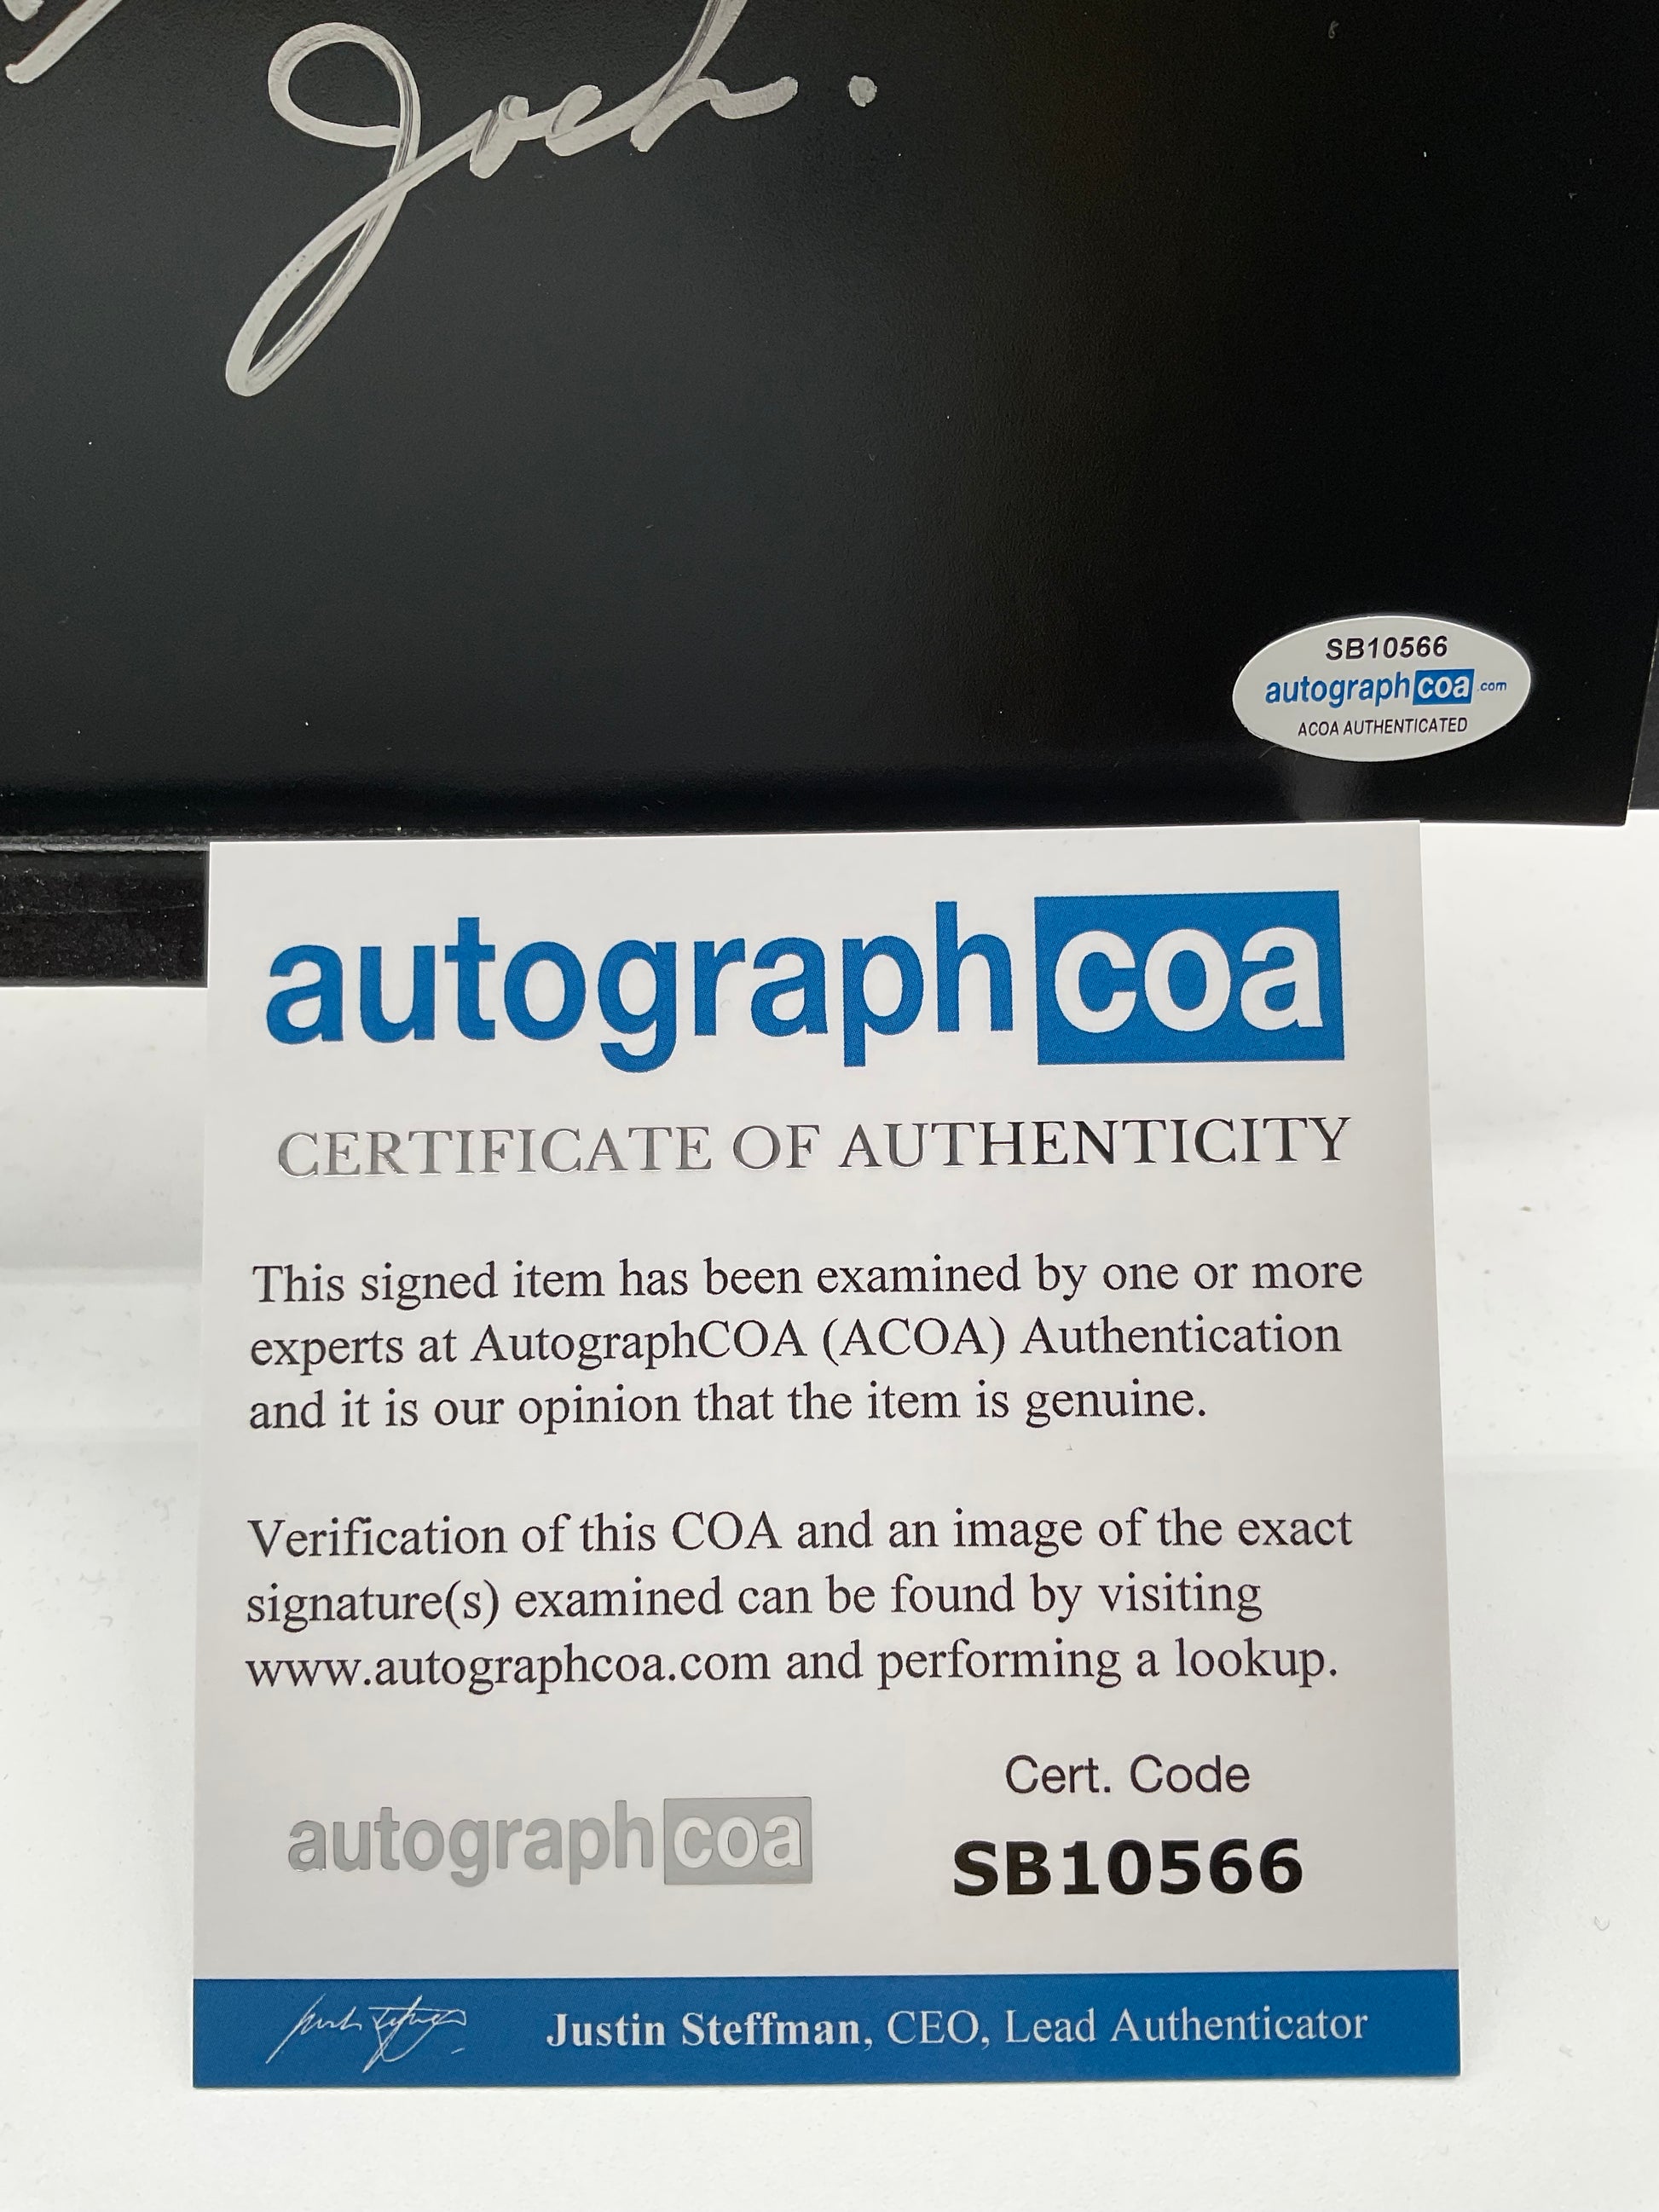 Joch.
SB10566
autographcoa.com
ACOA AUTHENTICATED
autographcoa
CERTIFICATE OF AUTHENTICITY
This signed item has been examined by one or more
experts at AutographCOA (ACOA) Authentication
and it is our opinion that the item is genuine.
Verification of this COA and an image of the exact
signature(s) examined can be found by visiting
www.autographcoa.com and performing a lookup.
Cert. Code
autographcoa
SB10566
Justin Steffman, CEO, Lead Authenticator